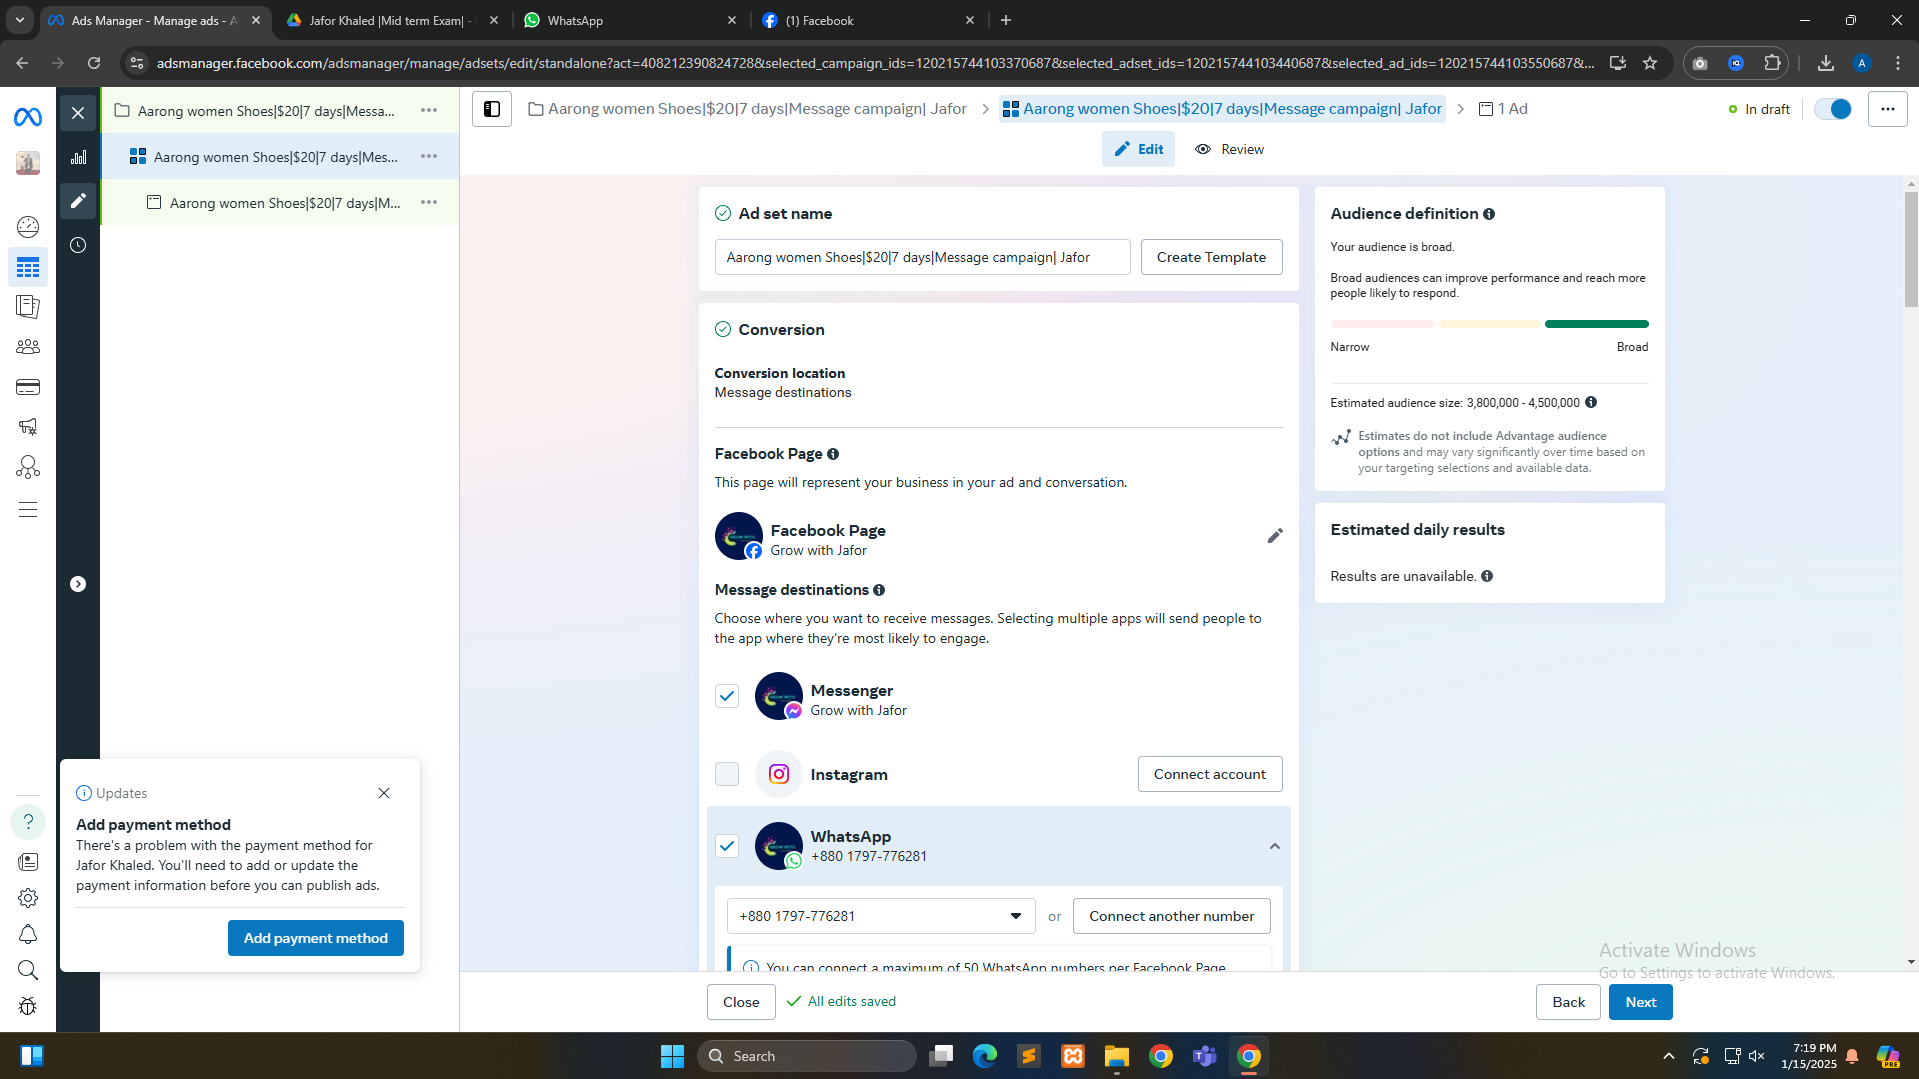 Ads Manager - Manage ads - A
Jafor Khaled |Mid term Exam| -
WhatsApp
(1) Facebook
adsmanager.facebook.com/adsmanager/manage/adsets/edit/standalone?act=408212390824728&selected_campaign_ids=120215744103370687&selected_adset_ids=120215744103440687&selected_ad_ids=120215744103550687&...
A
Aarong women Shoes|$20|7 days|Messa...
Aarong women Shoes|$20|7 days|Mes...
Aarong women Shoes|$20|7 days|M...
Aarong women Shoes|$20|7 days|Message campaign| Jafor
Aarong women Shoes|$20|7 days|Message campaign| Jafor
1 Ad
In draft
Edit
Review
Ad set name
Aarong women Shoes|$20|7 days|Message campaign| Jafor
Create Template
Conversion
Conversion location
Message destinations
Facebook Page
This page will represent your business in your ad and conversation.
Facebook Page
Grow with Jafor
Message destinations
Choose where you want to receive messages. Selecting multiple apps will send people to
the app where they're most likely to engage.
Messenger
Grow with Jafor
Instagram
Connect account
WhatsApp
+880 1797-776281
+880 1797-776281
or
Connect another number
You can connect a maximum of 50 WhatsApp numbers per Facebook Page
Audience definition
Your audience is broad.
Broad audiences can improve performance and reach more
people likely to respond.
Narrow
Broad
Estimated audience size: 3,800,000 - 4,500,000
Estimates do not include Advantage audience
options and may vary significantly over time based on
your targeting selections and available data.
Estimated daily results
Results are unavailable.
Updates
Add payment method
There's a problem with the payment method for
Jafor Khaled. You'll need to add or update the
payment information before you can publish ads.
Add payment method
Close
All edits saved
Back
Next
Activate Windows
Go to Settings to activate Windows.
Search
7:19 PM
1/15/2025
PRE